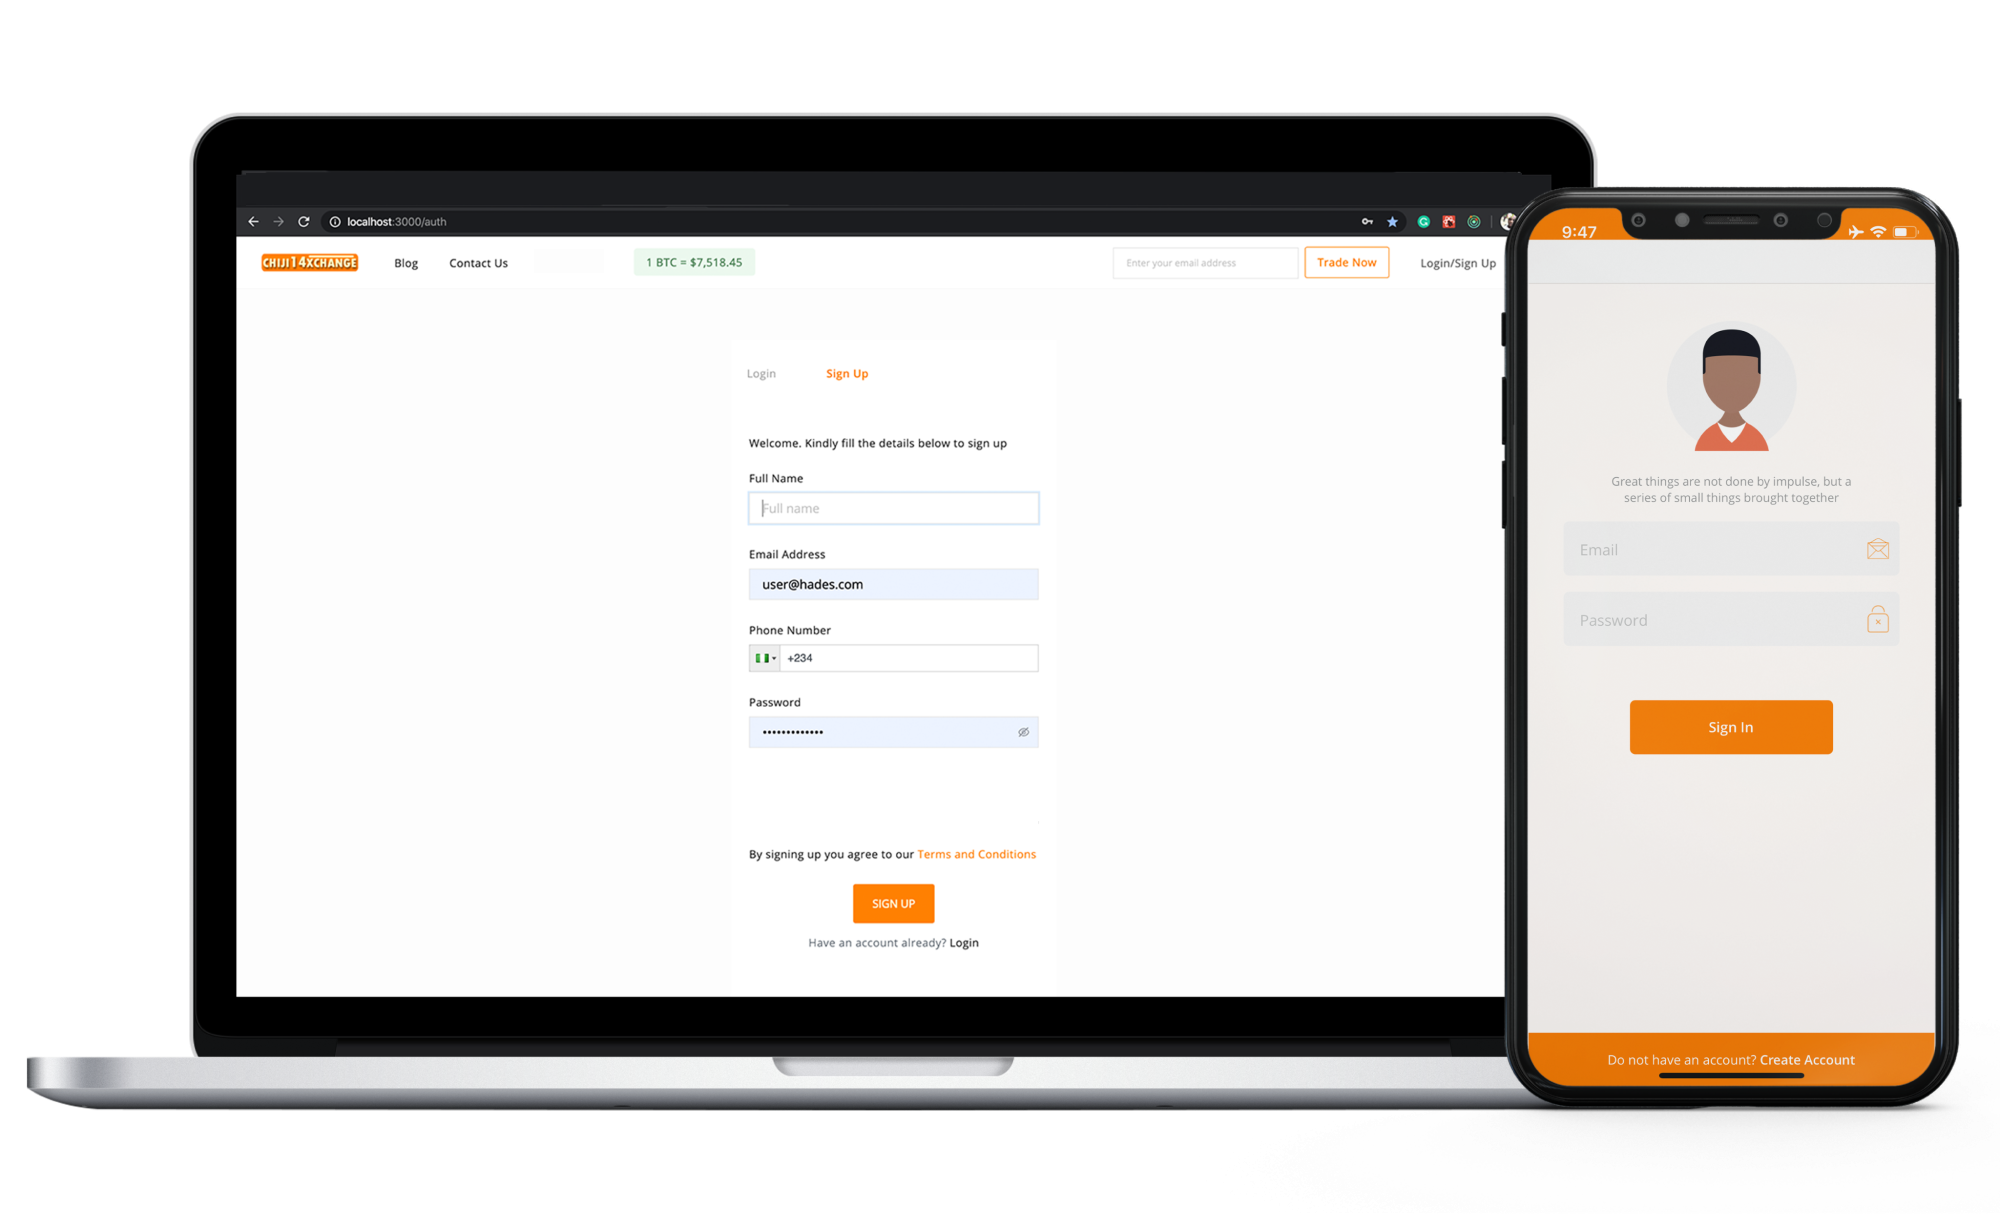 localhost:3000/auth
CHIJI14XCHANGE
Blog
Contact Us
1 BTC = $7,518.45
Enter your email address
Trade Now
Login/Sign Up
Login
Sign Up
Welcome. Kindly fill the details below to sign up
Full Name
Full name
Email Address
user@hades.com
Phone Number
+234
Password
•••••••••••••
By signing up you agree to our Terms and Conditions
SIGN UP
Have an account already? Login
9:47
Great things are not done by impulse, but a
series of small things brought together
Email
Password
Sign In
Do not have an account? Create Account